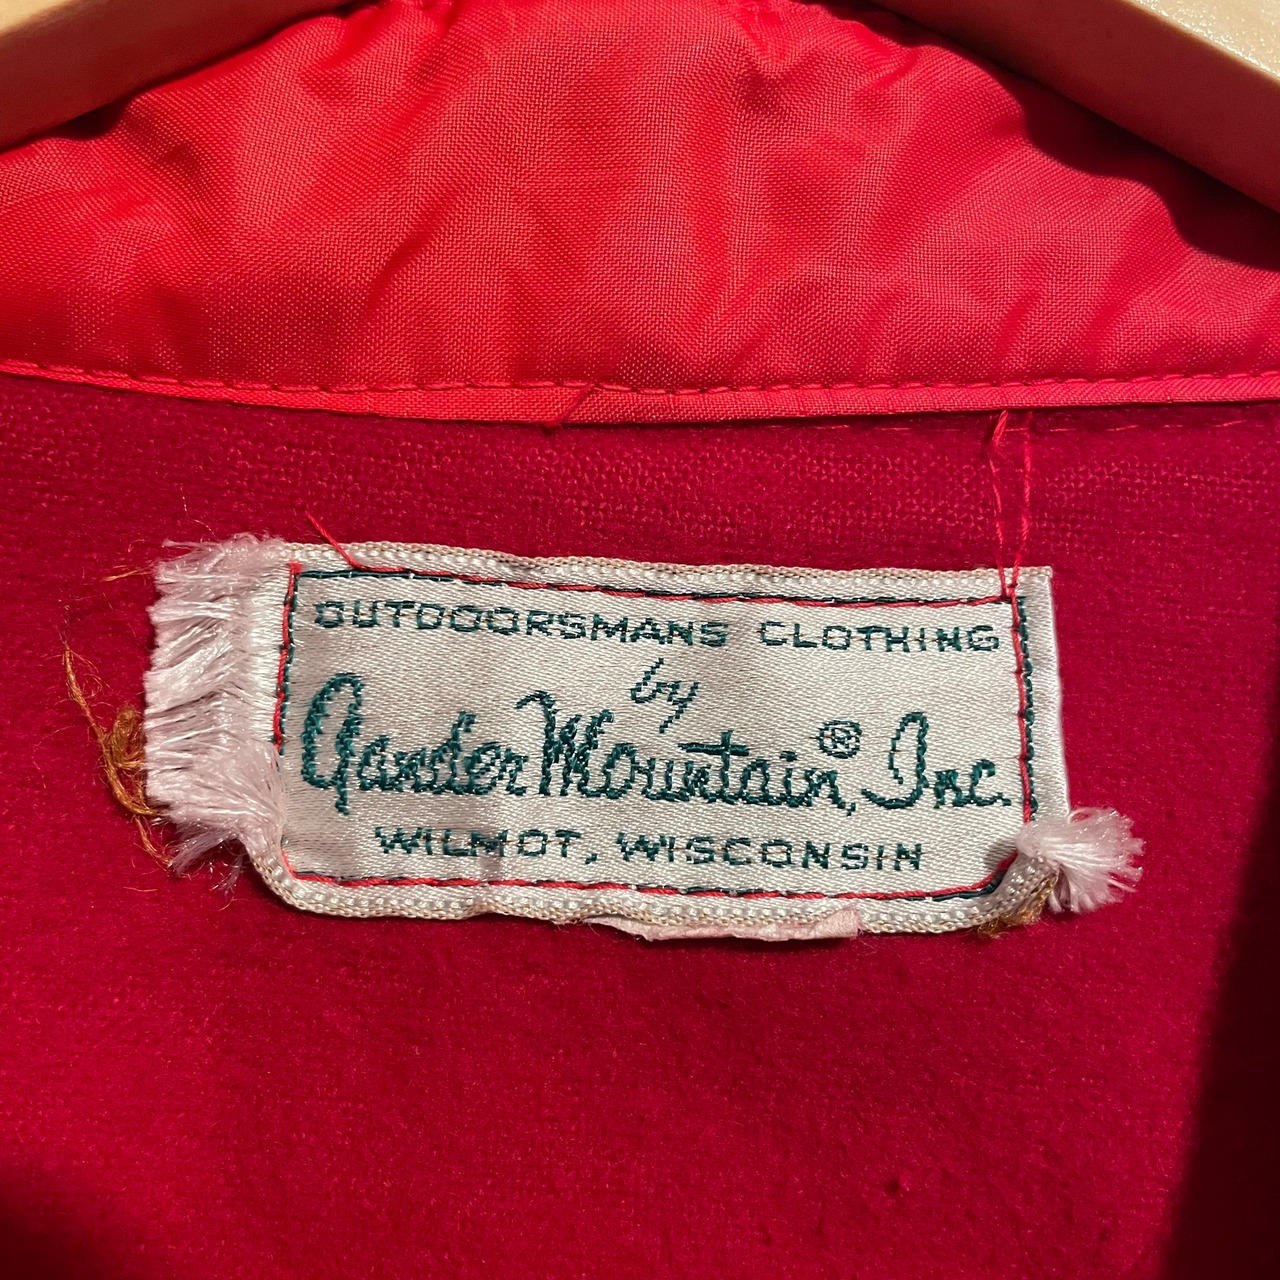 OUTDOORSMANS CLOTHING
by
Gander Mountain,® Inc.
WILMOT, WISCONSIN